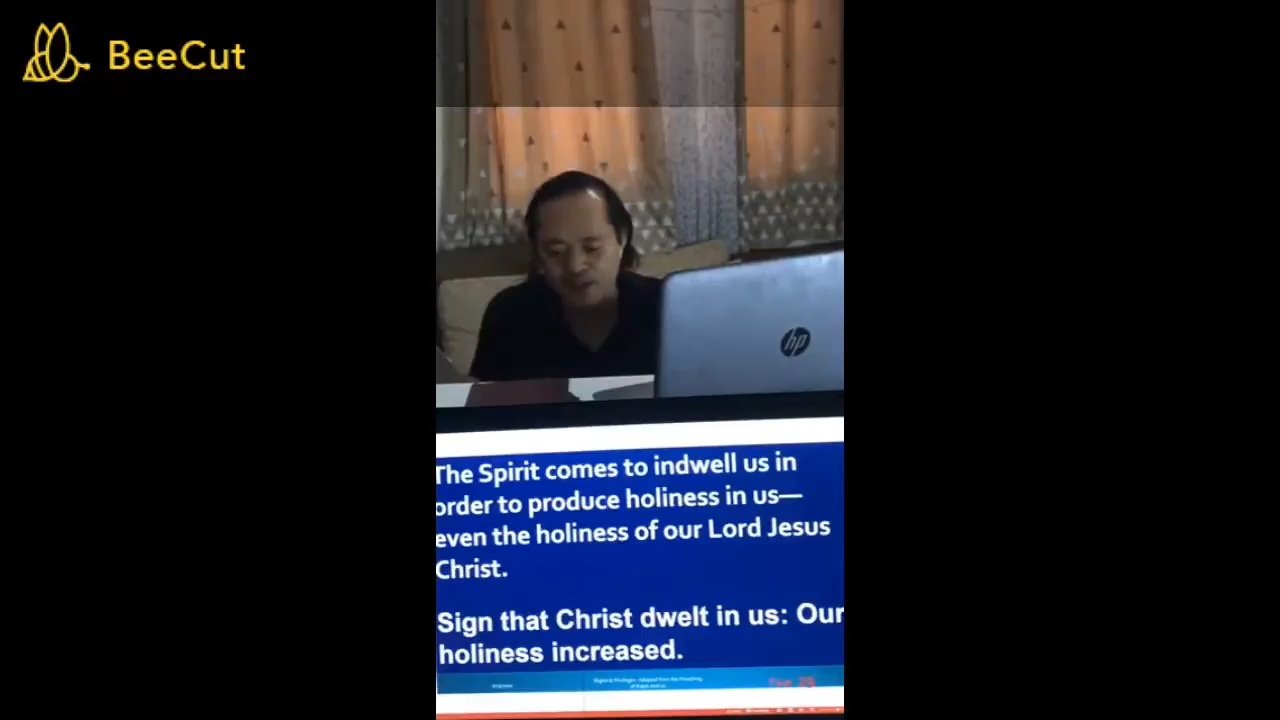 BeeCut
hp
The Spirit comes to indwell us in
order to produce holiness in us—
even the holiness of our Lord Jesus
Christ.
Sign that Christ dwelt in us: Our
holiness increased.